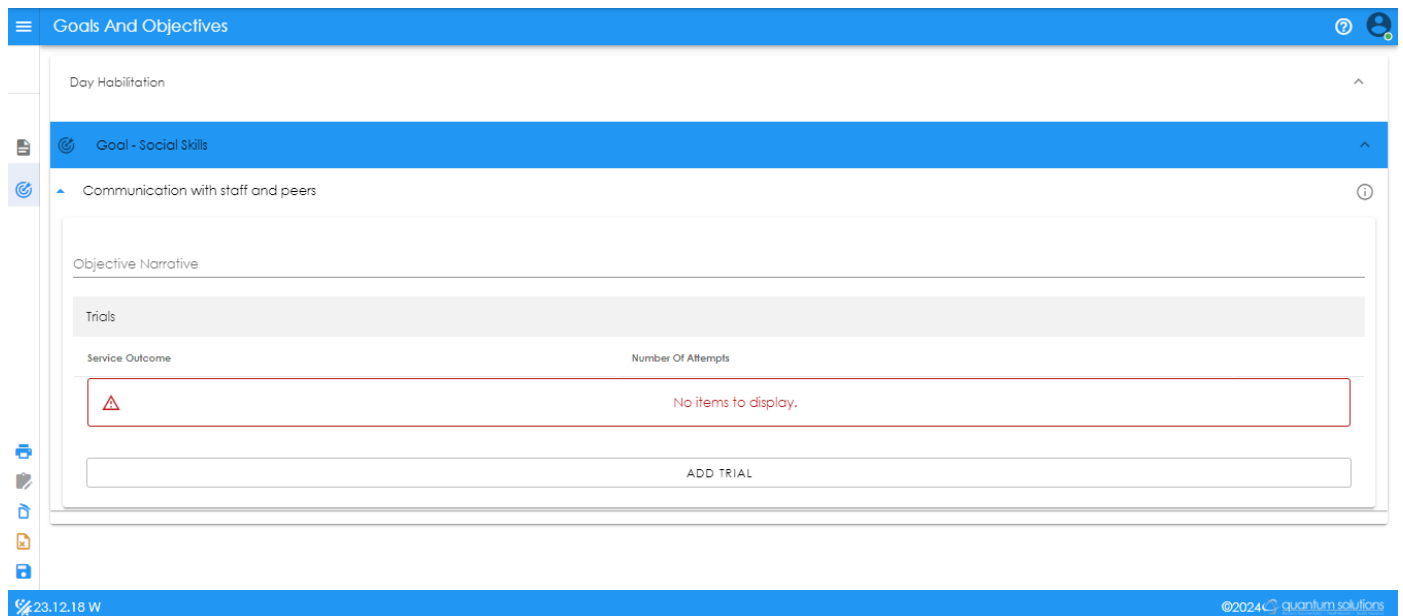 Goals And Objectives
Day Habilitation
Goal - Social Skills
Communication with staff and peers
Objective Narrative
Trials
Service Outcome Number Of Attempts
No items to display.
ADD TRIAL
23.12.18 W ©2024 quantum solutions